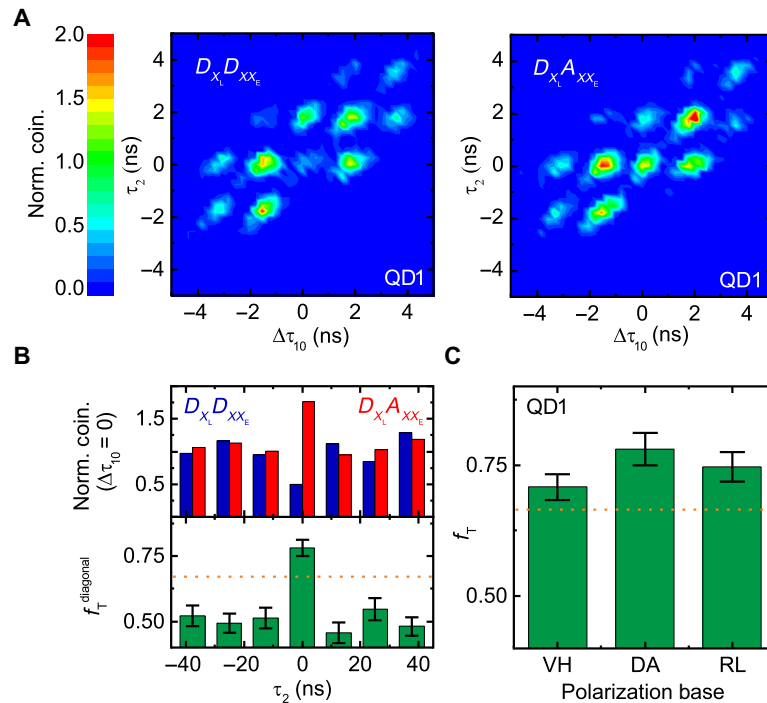 A
2.0
1.5
1.0
0.5
0.0
Norm. coin.
D_{X_L} D_{XX_E}
4
2
0
−2
−4
τ₂ (ns)
QD1
−4 −2 0 2 4
Δτ₁₀ (ns)
D_{X_L} A_{XX_E}
4
2
0
−2
−4
τ₂ (ns)
QD1
−4 −2 0 2 4
Δτ₁₀ (ns)
B
D_{X_L} D_{XX_E} D_{X_L} A_{XX_E}
1.5
0.5
Norm. coin.
(Δτ₁₀ = 0)
0.75
0.50
f_T^{diagonal}
−40 −20 0 20 40
τ₂ (ns)
C
QD1
0.75
0.50
f_T
VH DA RL
Polarization base